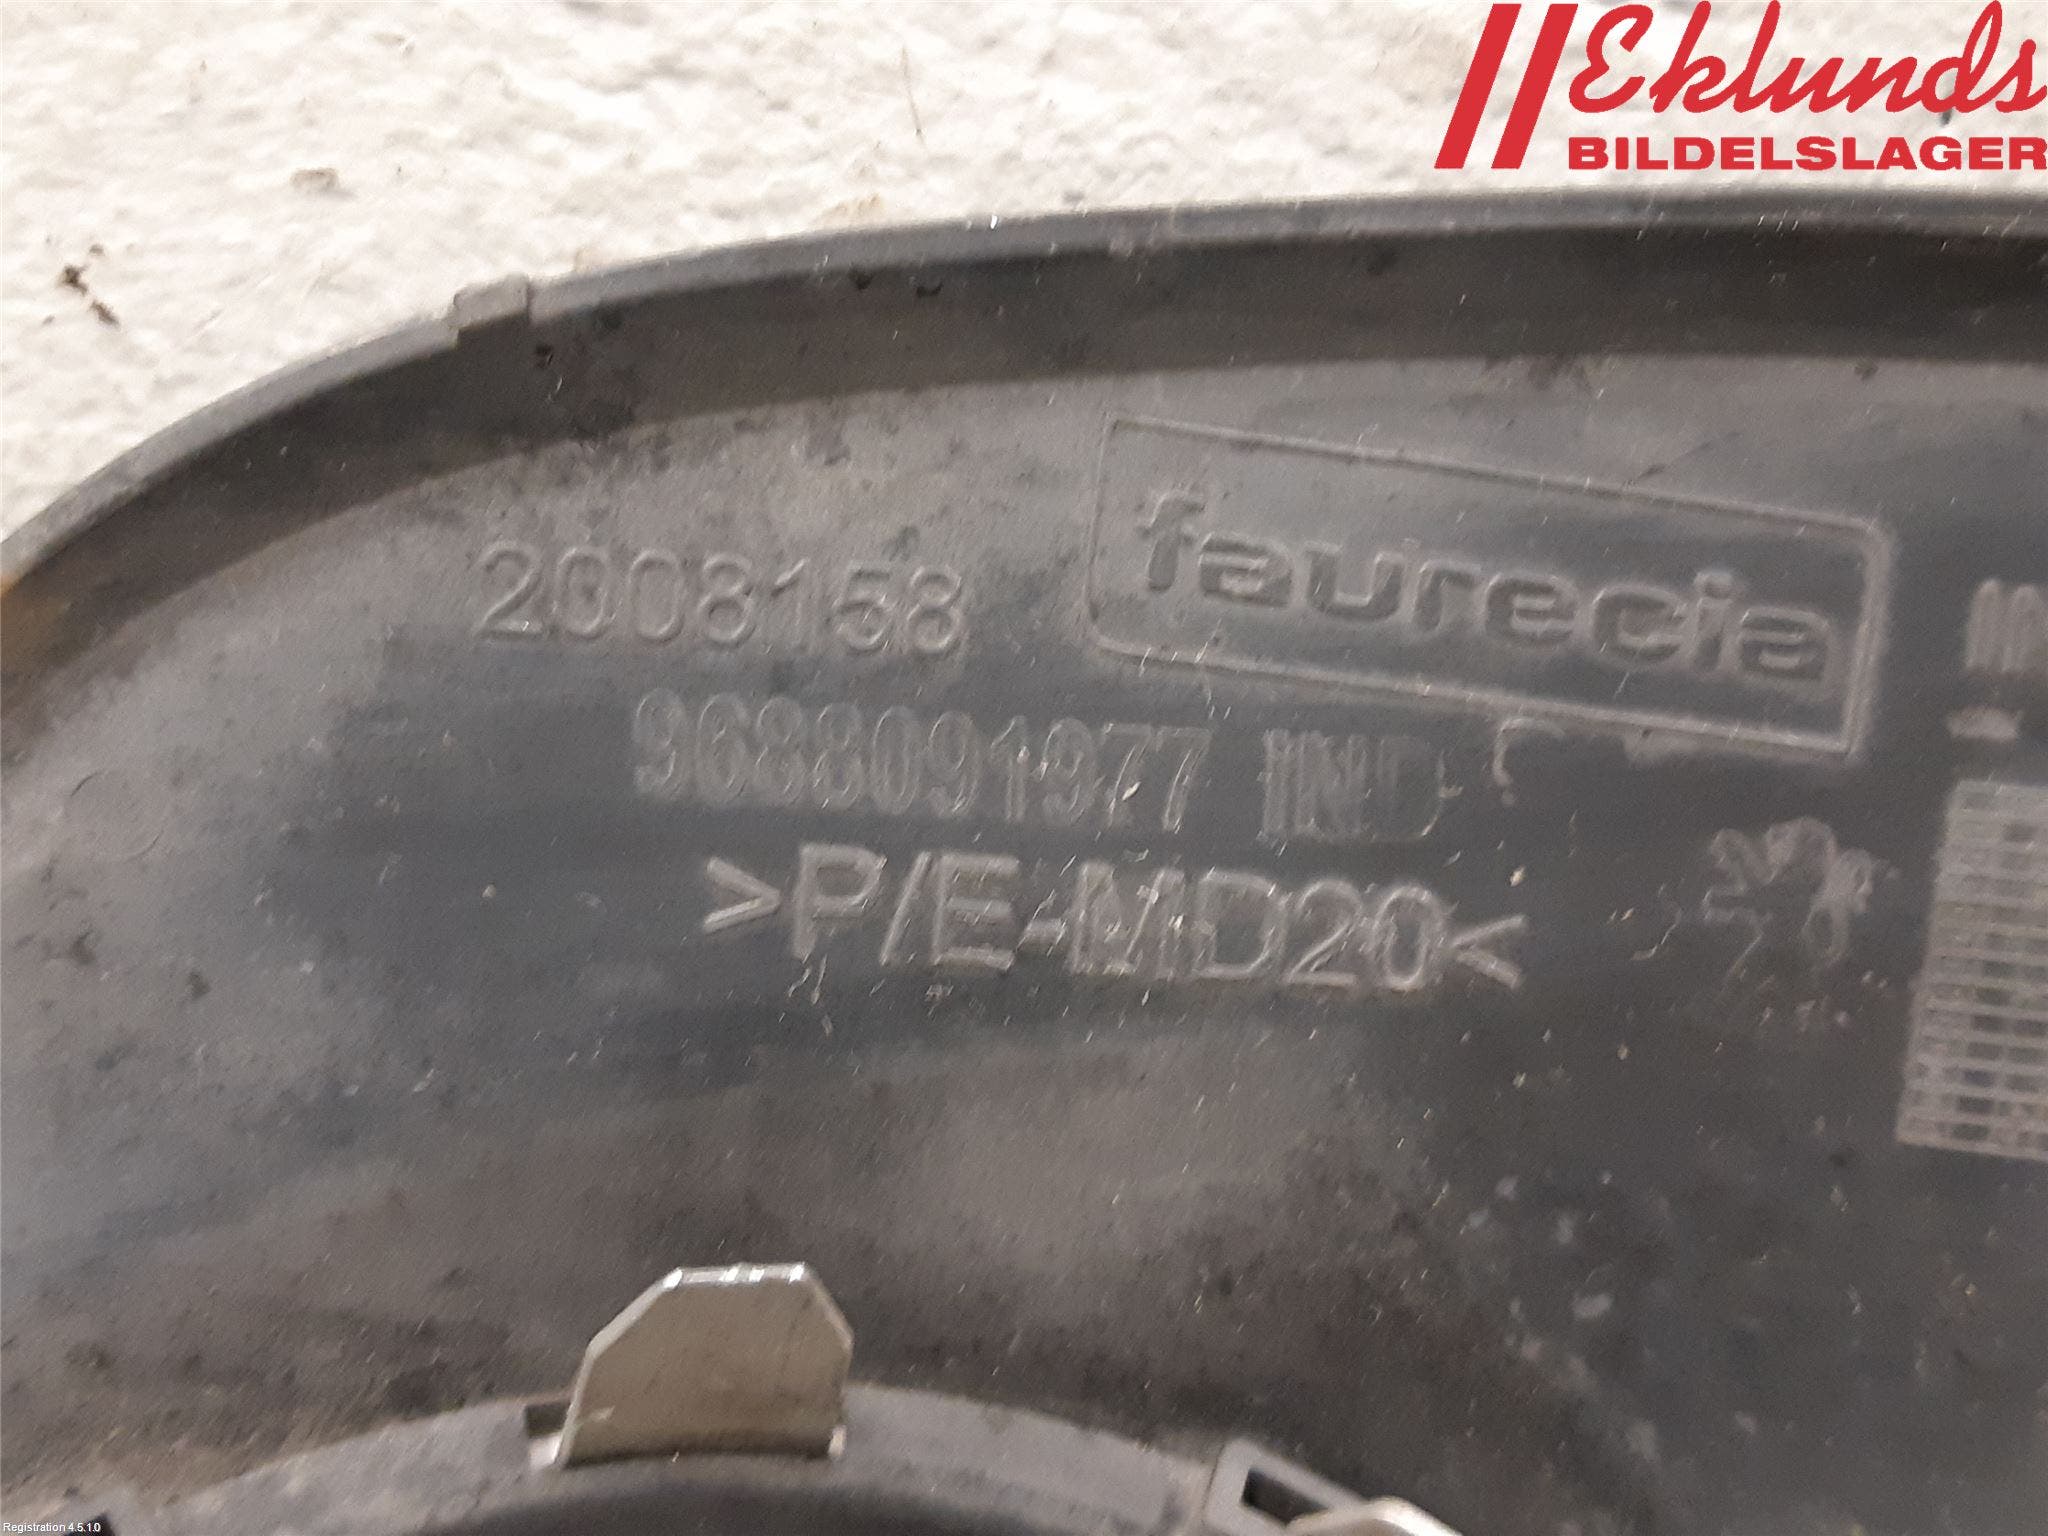 Eklunds
BILDELSLAGER
faurecia
2008158
9688091977 IND
>P/E-MD20<
Registration 4.5.1.0